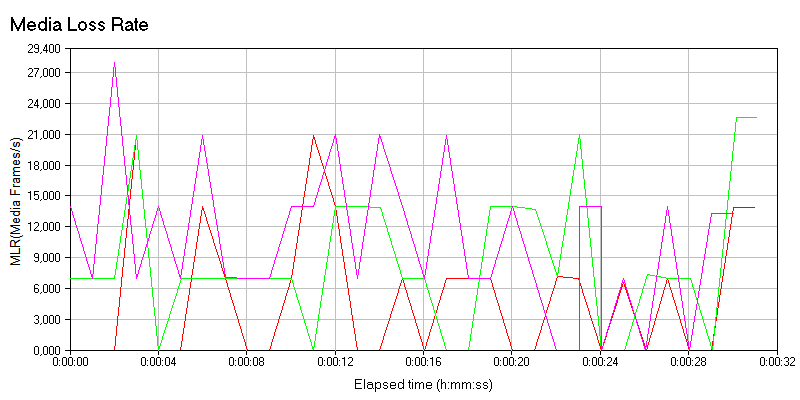 Media Loss Rate
29,400
27,000
24,000
21,000
18,000
15,000
12,000
9,000
6,000
3,000
0,000
MLR(Media Frames/s)
0:00:00 0:00:04 0:00:08 0:00:12 0:00:16 0:00:20 0:00:24 0:00:28 0:00:32
Elapsed time (h:mm:ss)